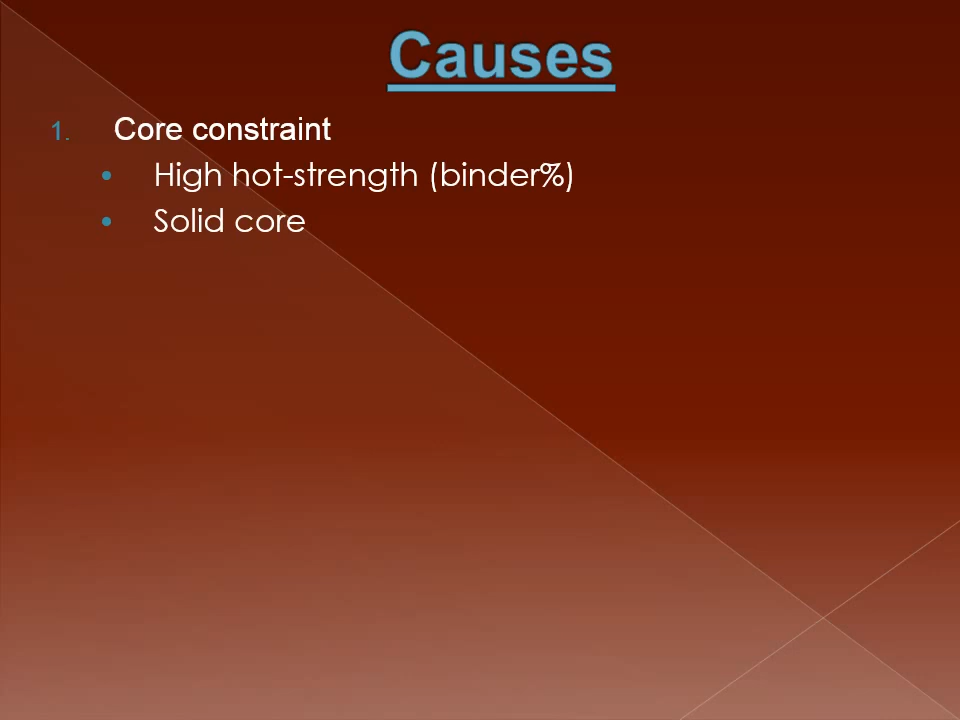 Causes
1. Core constraint
• High hot-strength (binder%)
• Solid core